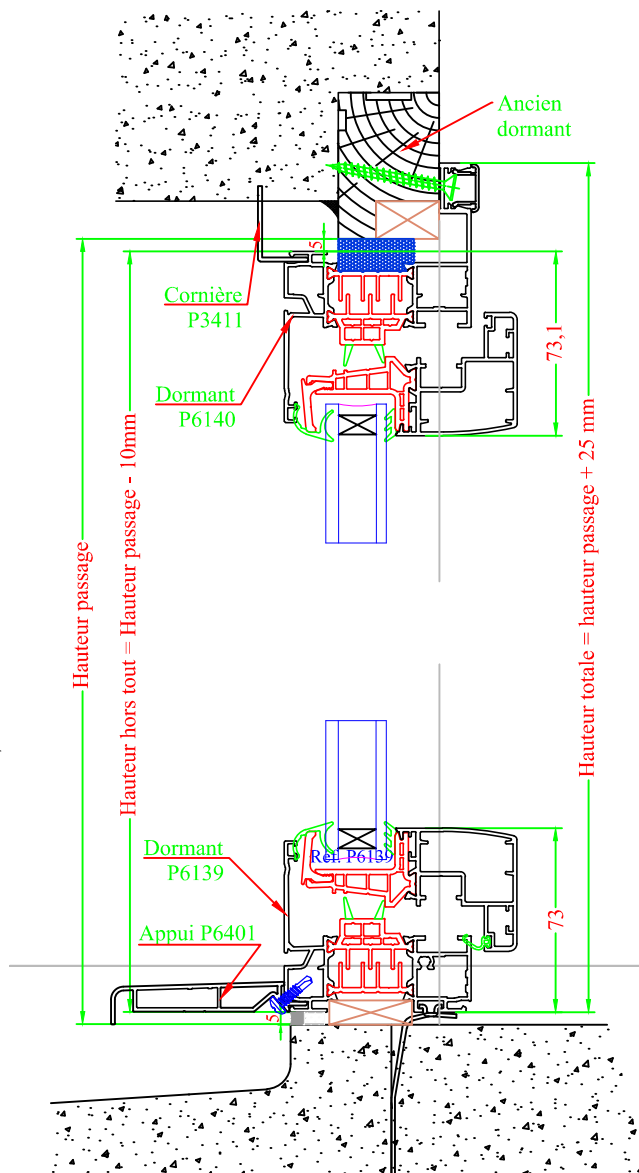 Ancien
dormant
5
Cornière
P3411
Dormant
P6140
73,1
Hauteur passage
Hauteur hors tout = Hauteur passage - 10mm
Hauteur totale = hauteur passage + 25 mm
Dormant
P6139
Ref. P6139
Appui P6401
73
5